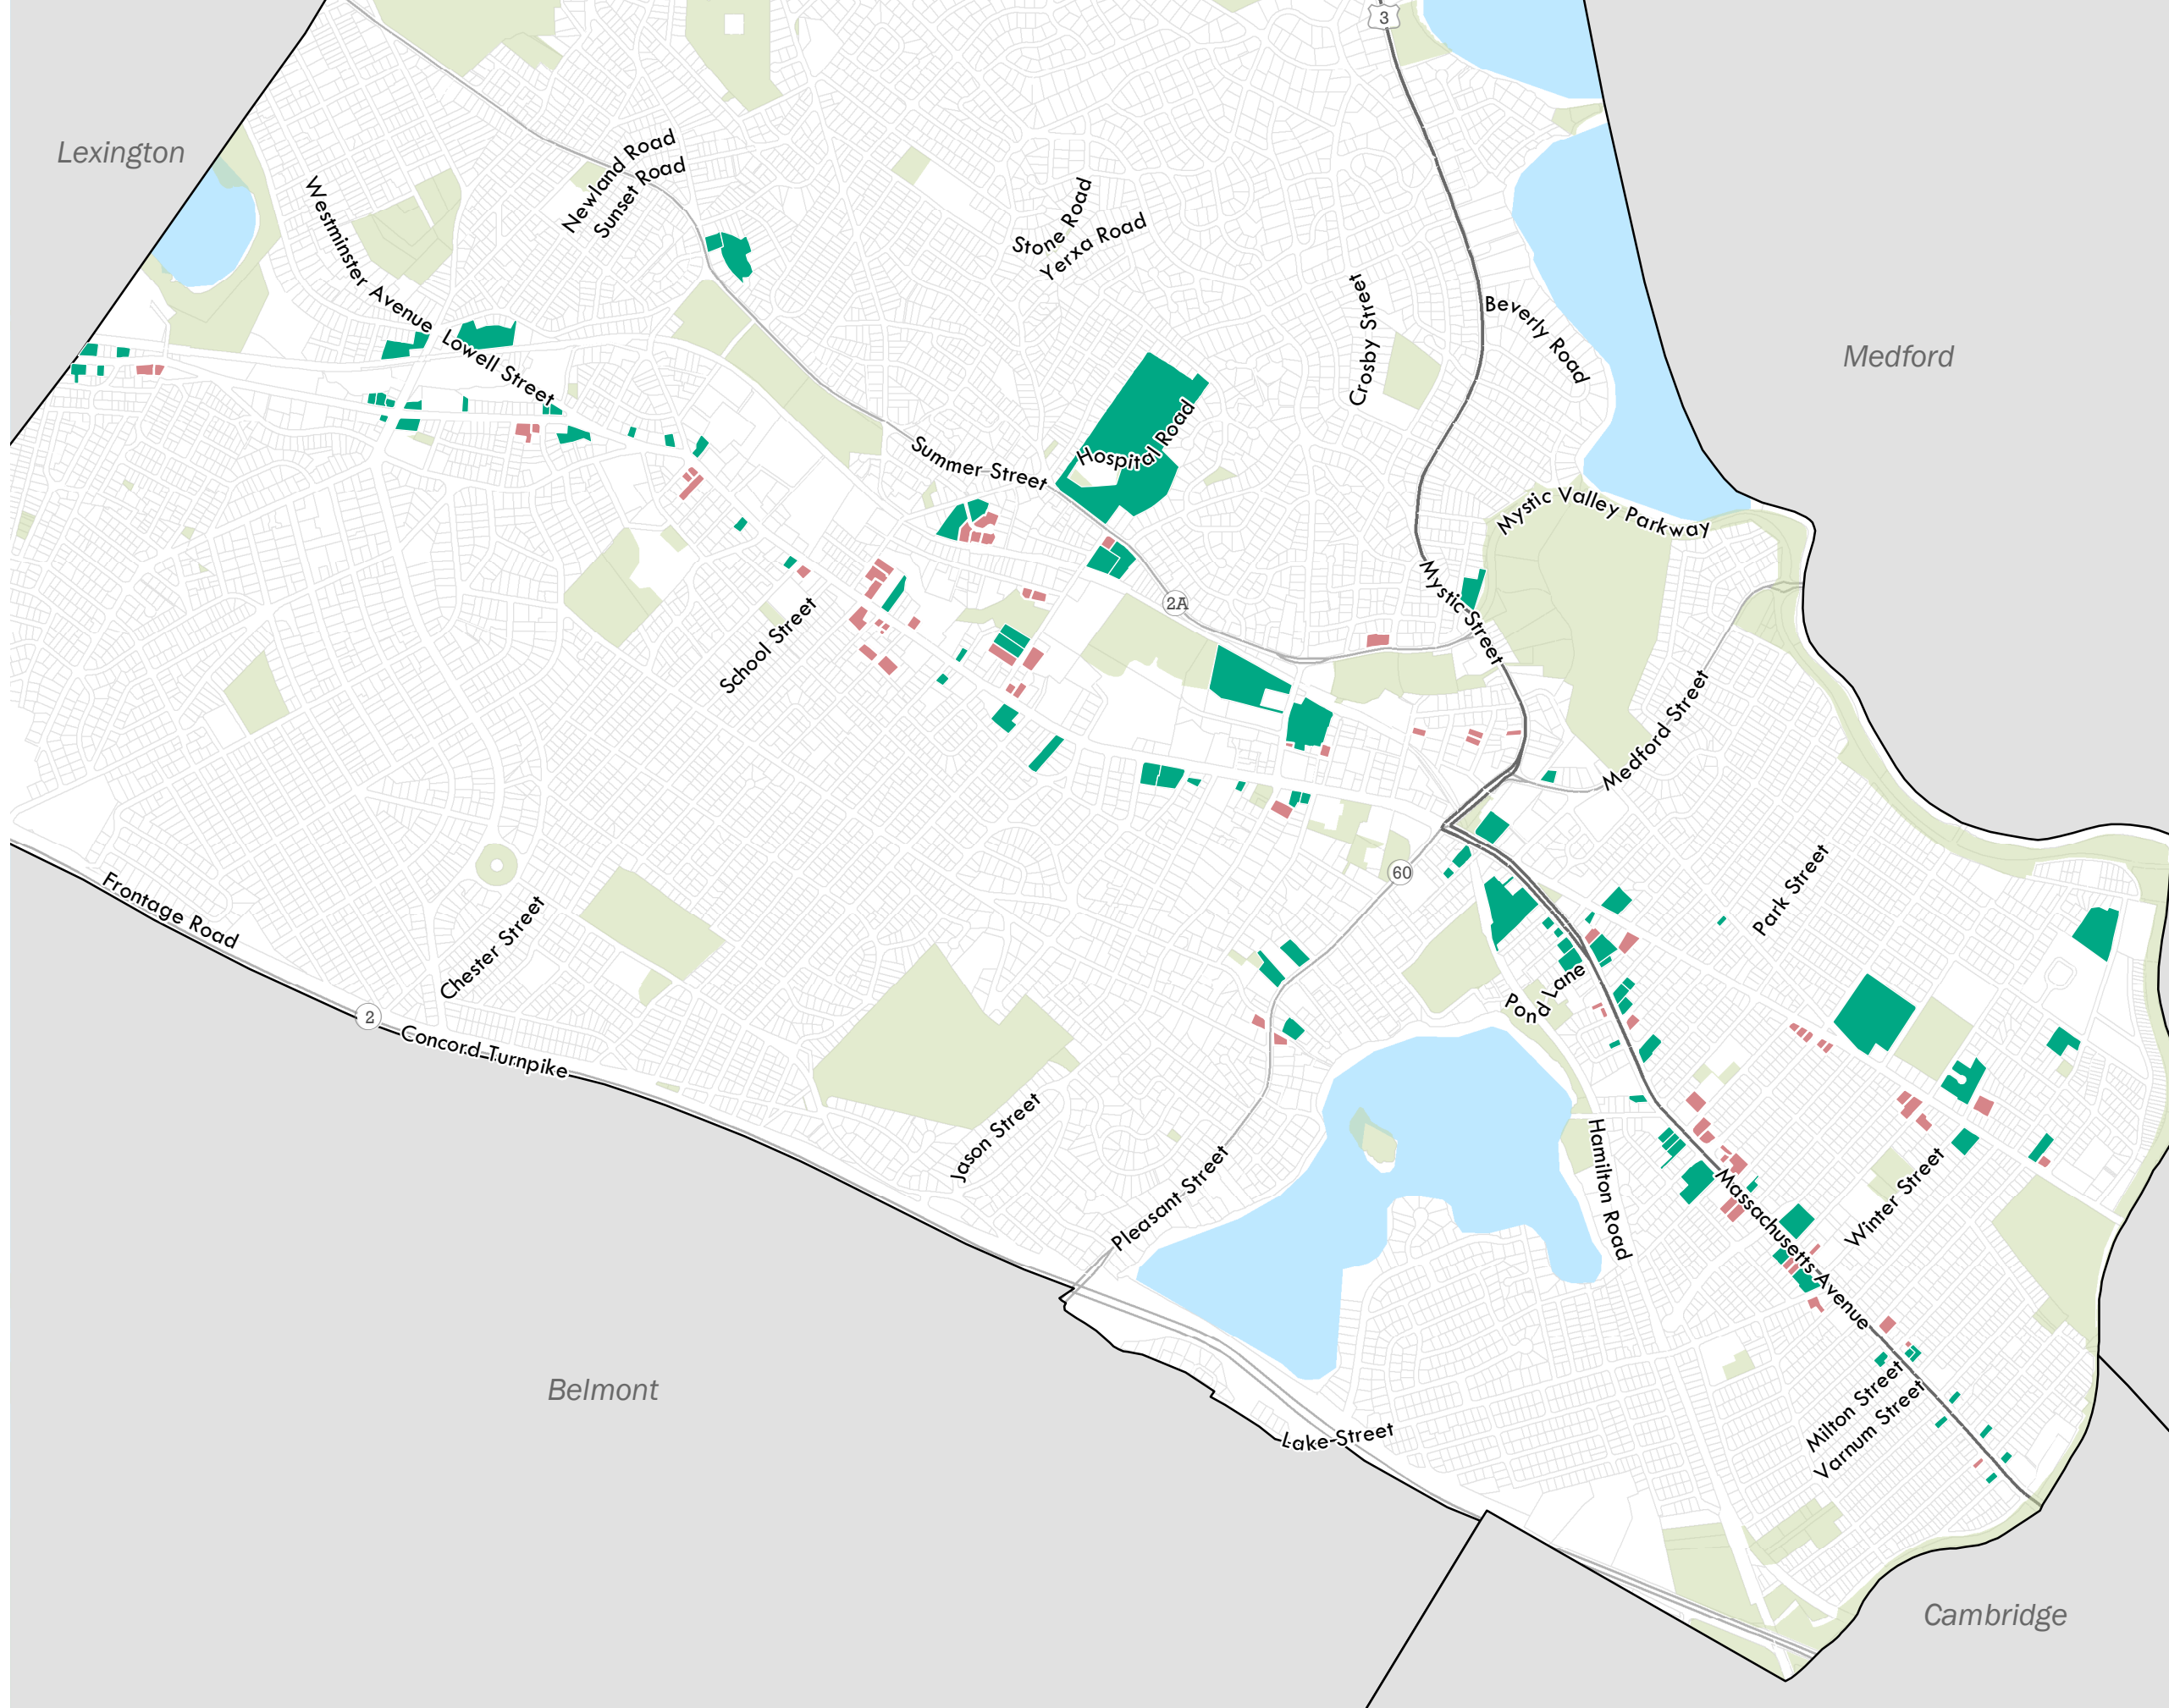 3
Lexington
Newland Road
Sunset Road
Westminster Avenue
Stone Road
Yerxa Road
Crosby Street
Beverly Road
Medford
Lowell Street
Hospital Road
Summer Street
Mystic Valley Parkway
Mystic Street
2A
School Street
Medford Street
60
Park Street
Frontage Road
Chester Street
Pond Lane
2
Concord Turnpike
Jason Street
Hamilton Road
Pleasant Street
Winter Street
Massachusetts Avenue
Belmont
Milton Street
Varnum Street
Lake Street
Cambridge